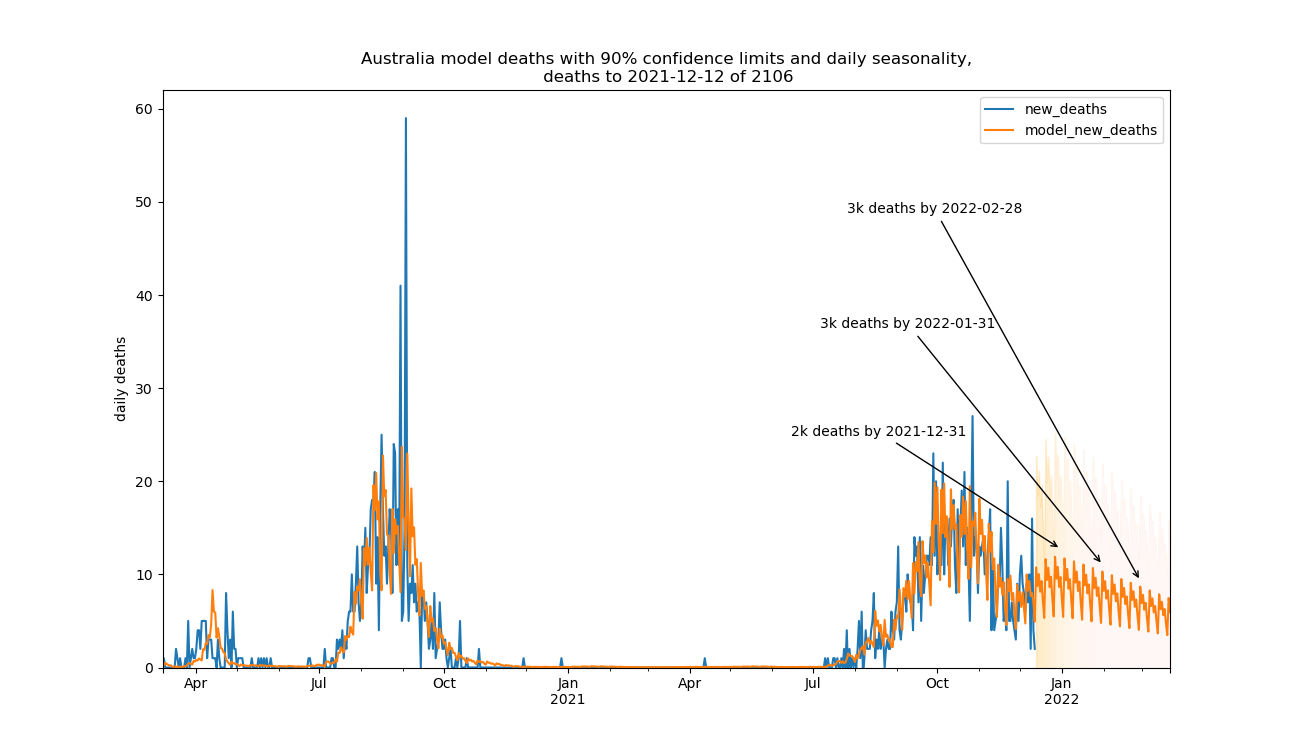 Australia model deaths with 90% confidence limits and daily seasonality,
deaths to 2021-12-12 of 2106
new_deaths
model_new_deaths
60
50
40
30
20
10
0
daily deaths
3k deaths by 2022-02-28
3k deaths by 2022-01-31
2k deaths by 2021-12-31
Apr Jul Oct Jan Apr Jul Oct Jan
2021 2022